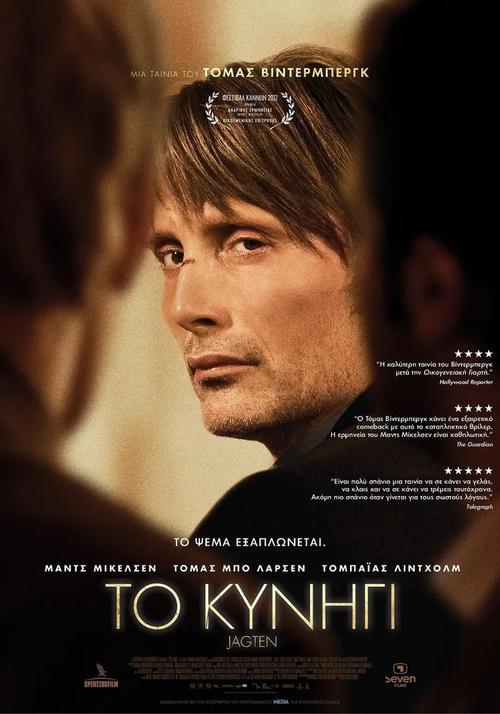 ΜΙΑ ΤΑΙΝΙΑ ΤΟΥ ΤΟΜΑΣ ΒΙΝΤΕΡΜΠΕΡΓΚ
ΦΕΣΤΙΒΑΛ ΚΑΝΝΩΝ 2012
ΑΝΔΡΙΚΗΣ ΕΡΜΗΝΕΙΑΣ
ΟΙΚΟΥΜΕΝΙΚΗΣ ΕΠΙΤΡΟΠΗΣ
★★★★
"Η καλύτερη ταινία του Βίντερμπεργκ
μετά την Οικογενειακή Γιορτή."
Hollywood Reporter
★★★★
"Ο Τόμας Βίντερμπεργκ κάνει ένα εξαιρετικό
comeback με αυτό το καταπληκτικό θρίλερ.
Η ερμηνεία του Μαντς Μίκελσεν είναι καθηλωτική."
The Guardian
★★★★★
"Είναι πολύ σπάνιο μια ταινία να σε κάνει να γελάς,
να κλαις και να σε κάνει να τρέμεις ταυτόχρονα.
Ακόμη πιο σπάνιο όταν γίνεται για τους σωστούς λόγους."
Telegraph
ΤΟ ΨΕΜΑ ΕΞΑΠΛΩΝΕΤΑΙ.
ΜΑΝΤΣ ΜΙΚΕΛΣΕΝ ΤΟΜΑΣ ΜΠΟ ΛΑΡΣΕΝ ΤΟΜΠΑΪΑΣ ΛΙΝΤΧΟΛΜ
ΤΟ ΚΥΝΗΓΙ
JAGTEN
SPENTZOSFILM
seven
FILMS
MEDIA